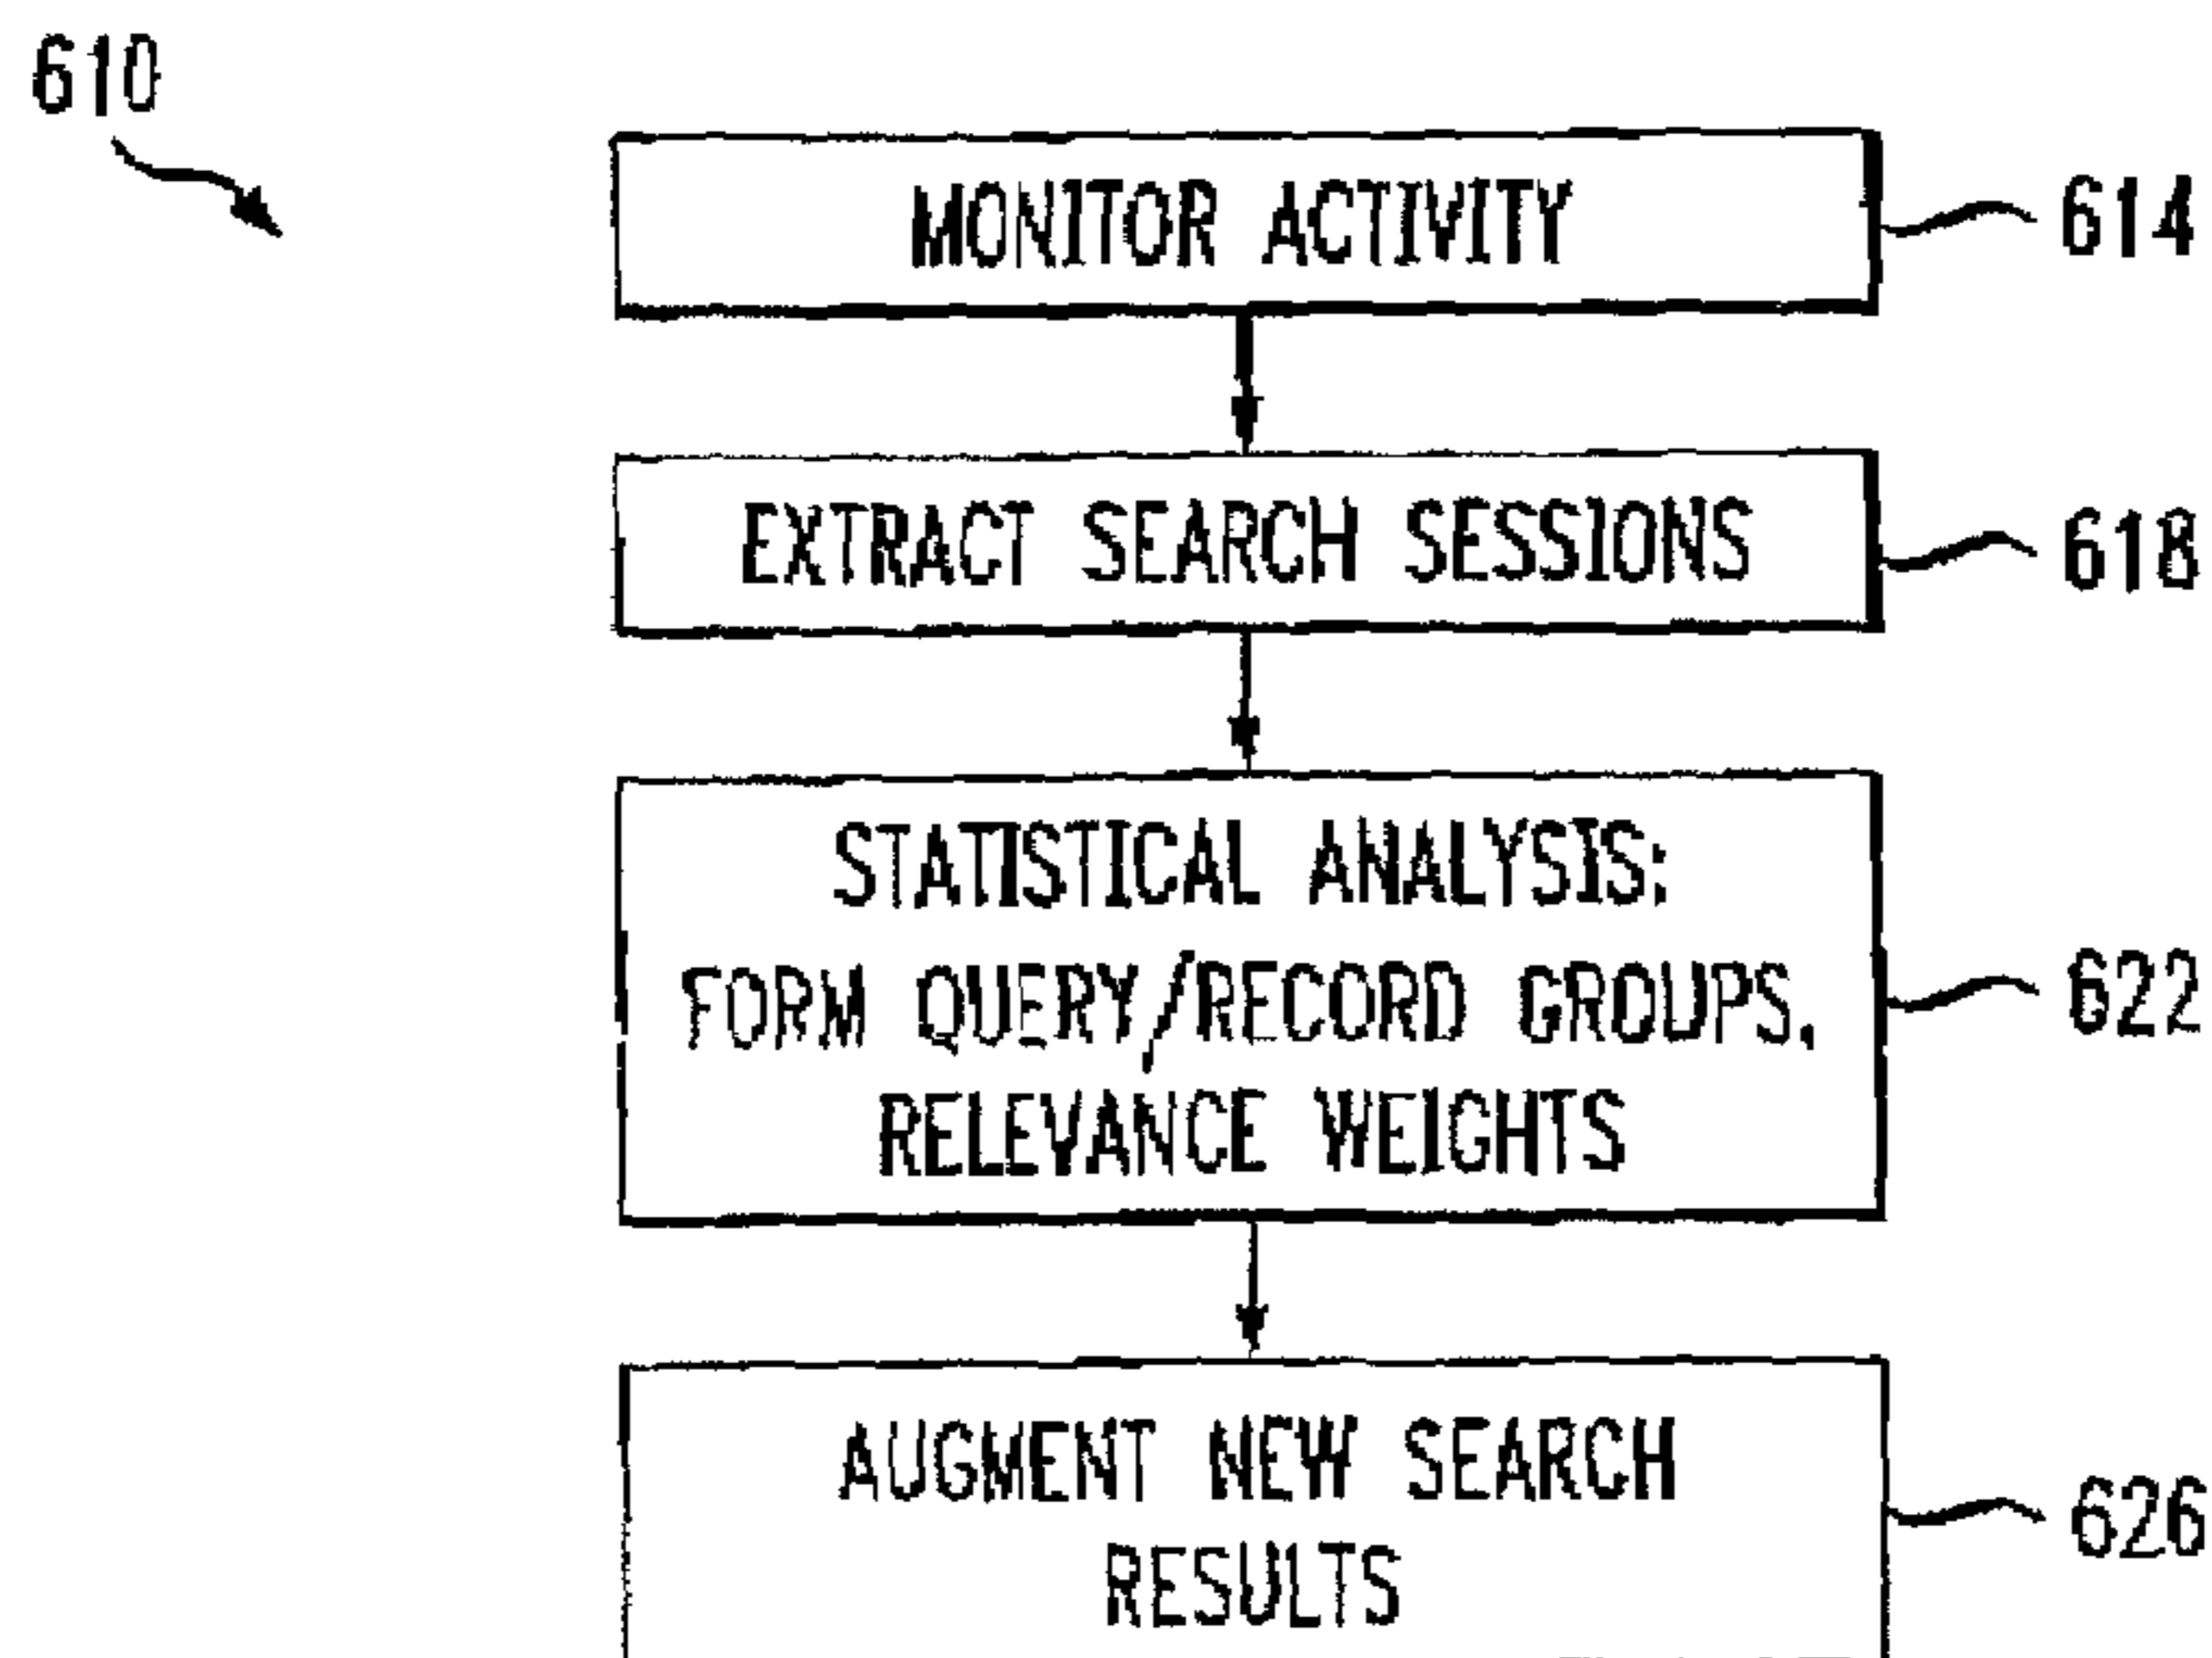 610
MONITOR ACTIVITY
614
EXTRACT SEARCH SESSIONS
618
STATISTICAL ANALYSIS:
FORM QUERY/RECORD GROUPS,
RELEVANCE WEIGHTS
622
AUGMENT NEW SEARCH
RESULTS
626